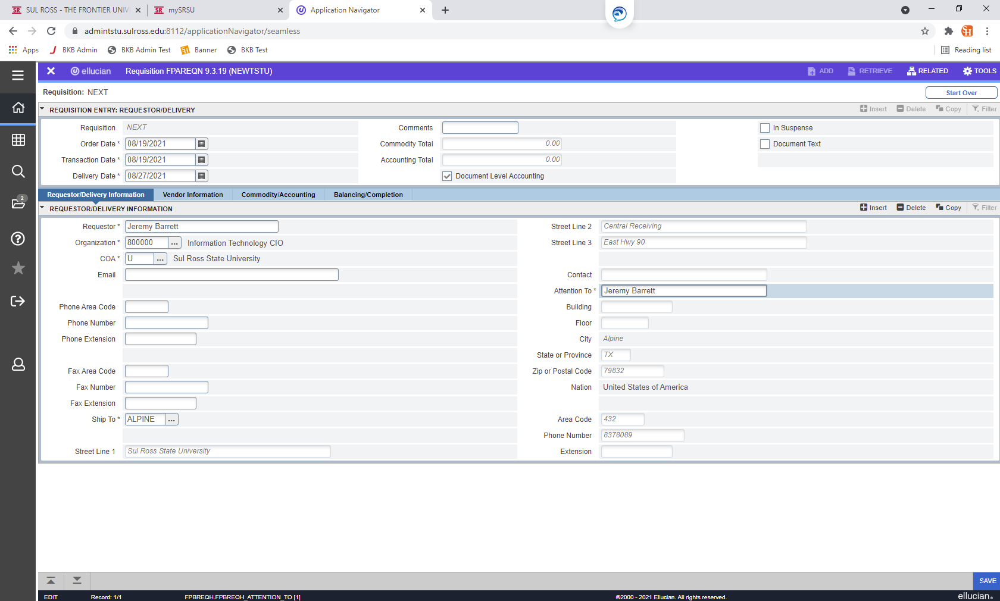 SUL ROSS - THE FRONTIER UNIV
mySRSU
Application Navigator
admintstu.sulross.edu:8112/applicationNavigator/seamless
Apps BKB Admin BKB Admin Test Banner BKB Test Reading list
ellucian Requisition FPAREQN 9.3.19 (NEWTSTU) ADD RETRIEVE RELATED TOOLS
Requisition: NEXT Start Over
REQUISITION ENTRY: REQUESTOR/DELIVERY Insert Delete Copy Filter
Requisition NEXT Comments In Suspense
Order Date * 08/19/2021 Commodity Total 0.00 Document Text
Transaction Date * 08/19/2021 Accounting Total 0.00
Delivery Date * 08/27/2021 Document Level Accounting
Requestor/Delivery Information Vendor Information Commodity/Accounting Balancing/Completion
REQUESTOR/DELIVERY INFORMATION Insert Delete Copy Filter
Requestor * Jeremy Barrett Street Line 2 Central Receiving
Organization * 800000 ... Information Technology CIO Street Line 3 East Hwy 90
COA * U ... Sul Ross State University
Email Contact
Attention To * Jeremy Barrett
Phone Area Code Building
Phone Number Floor
Phone Extension City Alpine
State or Province TX
Fax Area Code Zip or Postal Code 79832
Fax Number Nation United States of America
Fax Extension
Ship To * ALPINE ... Area Code 432
Phone Number 8378089
Street Line 1 Sul Ross State University Extension
2
SAVE
EDIT Record: 1/1 FPBREQH.FPBREQH_ATTENTION_TO [1] ©2000 - 2021 Ellucian. All rights reserved. ellucian